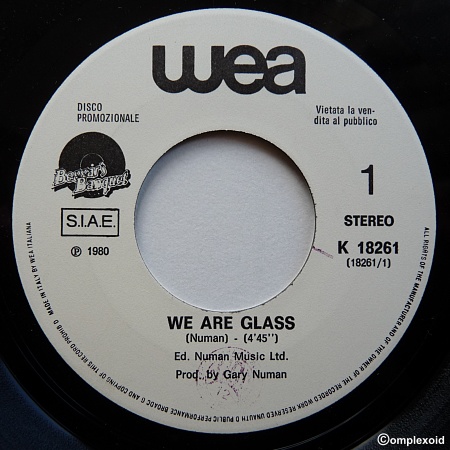 wea
DISCO
PROMOZIONALE
Vietata la ven-
dita al pubblico
Beggars
Banquet
S.I.A.E.
1
STEREO
℗ 1980
K 18261
(18261/1)
WE ARE GLASS
(Numan) - (4'45'')
Ed. Numan Music Ltd.
Prod. by Gary Numan
ALL RIGHTS OF THE MANUFACTURER AND OF THE OWNER OF THE RECORDED WORK RESERVED UNAUTH D PUBLIC PERFORMANCE BROADC G AND COPYING OF THIS RECORD PROHIB D MADE IN ITALY BY WEA ITALIANA
©omplexoid